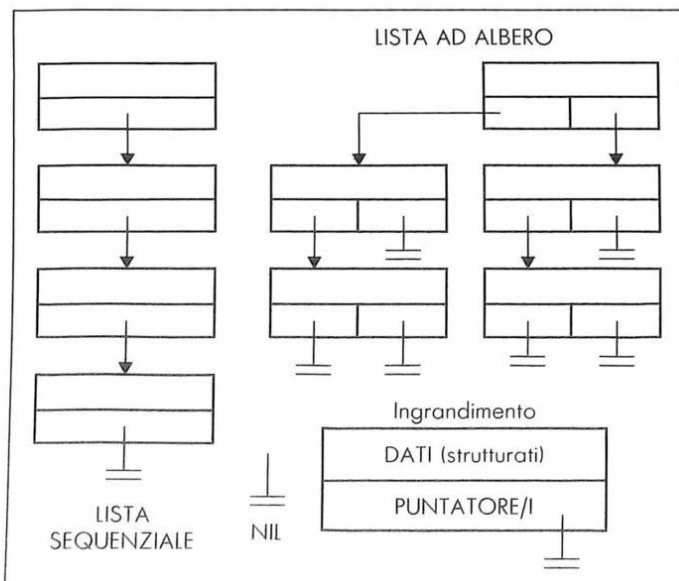 LISTA AD ALBERO
Ingrandimento
DATI (strutturati)
PUNTATORE/I
NIL
LISTA
SEQUENZIALE